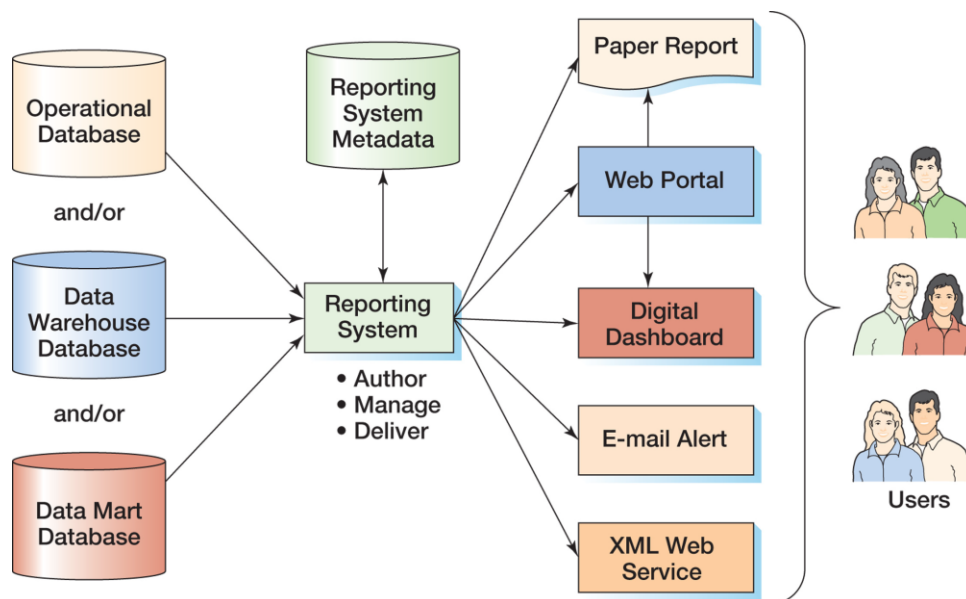 Operational
Database
and/or
Data
Warehouse
Database
and/or
Data Mart
Database
Reporting
System
Metadata
Reporting
System
• Author
• Manage
• Deliver
Paper Report
Web Portal
Digital
Dashboard
E-mail Alert
XML Web
Service
Users